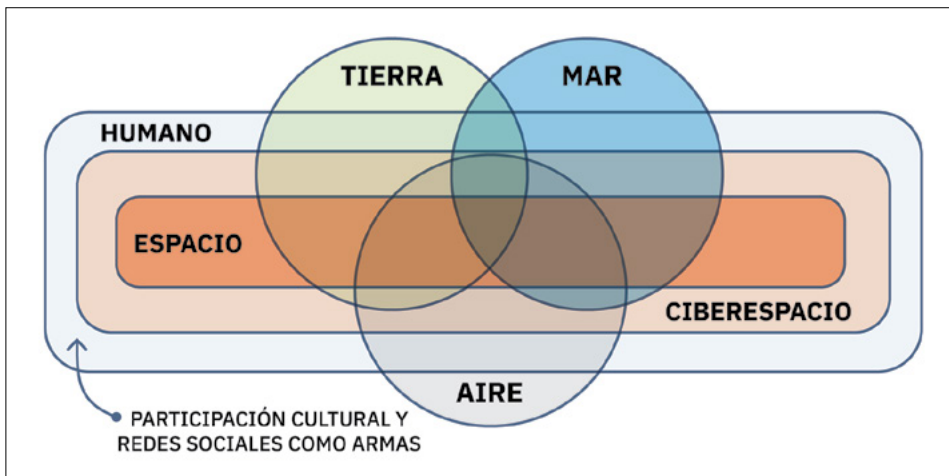 TIERRA
MAR
HUMANO
ESPACIO
CIBERESPACIO
AIRE
PARTICIPACIÓN CULTURAL Y
REDES SOCIALES COMO ARMAS